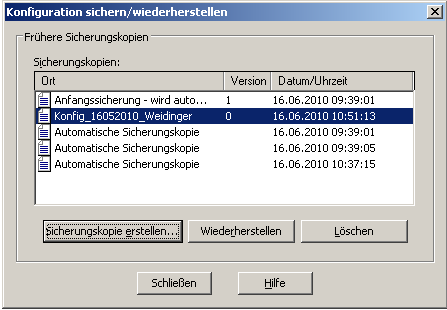 Konfiguration sichern/wiederherstellen
Frühere Sicherungskopien
Sicherungskopien:
Ort Version Datum/Uhrzeit
Anfangssicherung - wird auto... 1 16.06.2010 09:39:01
Konfig_16052010_Weidinger 0 16.06.2010 10:51:13
Automatische Sicherungskopie 16.06.2010 09:39:01
Automatische Sicherungskopie 16.06.2010 09:39:05
Automatische Sicherungskopie 16.06.2010 10:37:15
Sicherungskopie erstellen... Wiederherstellen Löschen
Schließen Hilfe